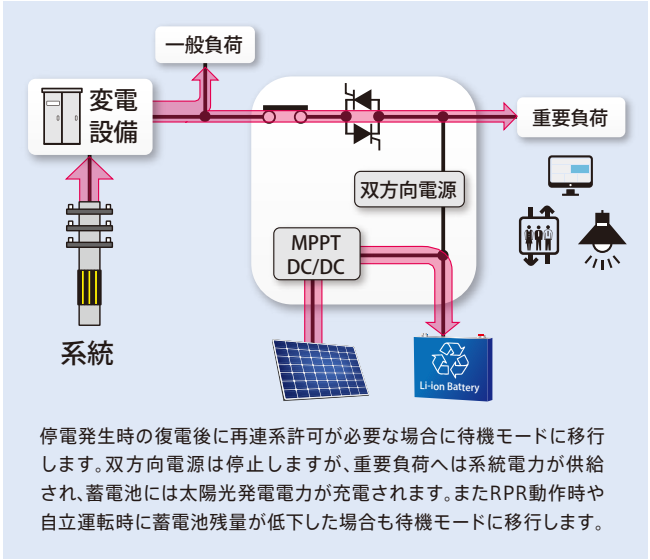 一般負荷
変電
設備
重要負荷
双方向電源
MPPT
DC/DC
系統
Li-ion Battery
停電発生時の復電後に再連系許可が必要な場合に待機モードに移行
します。双方向電源は停止しますが、重要負荷へは系統電力が供給
され、蓄電池には太陽光発電電力が充電されます。またRPR動作時や
自立運転時に蓄電池残量が低下した場合も待機モードに移行します。